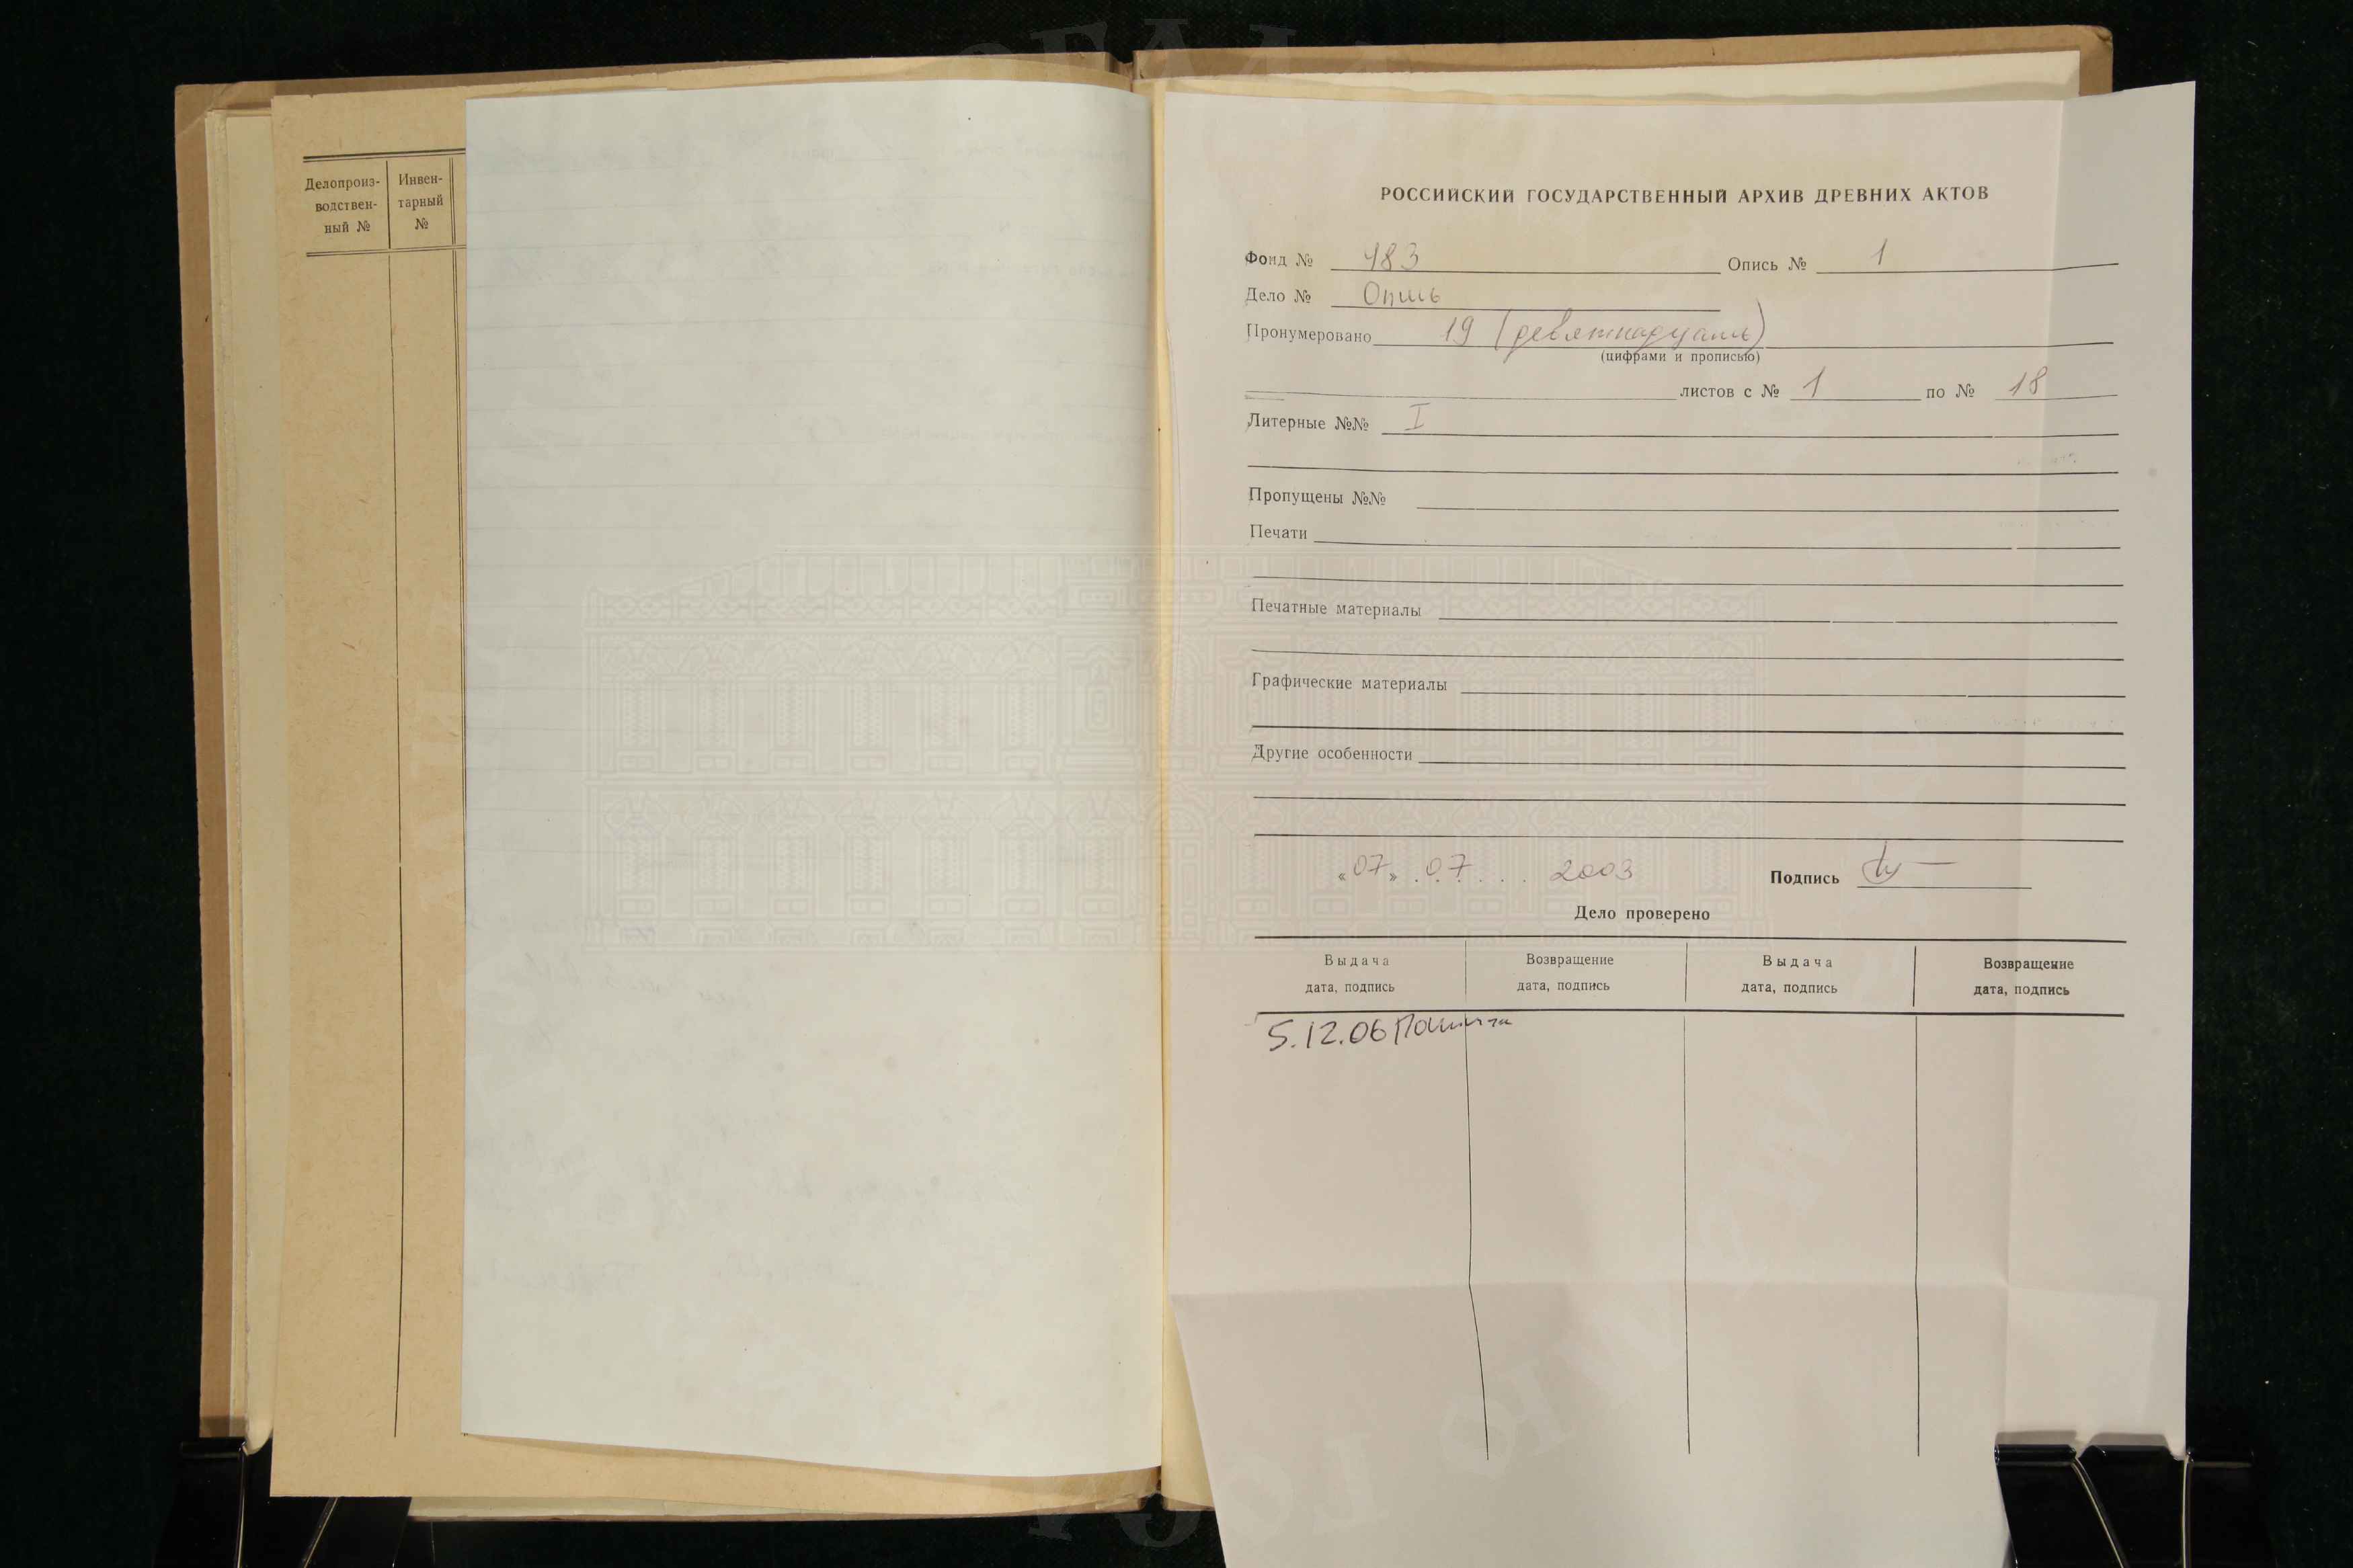 Делопроиз-
водствен-
ный №
Инвен-
тарный
№
РОССИЙСКИЙ ГОСУДАРСТВЕННЫЙ АРХИВ ДРЕВНИХ АКТОВ
Фонд № 483 Опись № 1
Дело № Опись
Пронумеровано 19 (девятнадцать)
(цифрами и прописью)
листов с № 1 по № 18
Литерные №№ I
Пропущены №№
Печати
Печатные материалы
Графические материалы
Другие особенности
«07» . 07 . . . 2003 Подпись
Дело проверено
Выдача Возвращение Выдача Возвращение
дата, подпись дата, подпись дата, подпись дата, подпись
5.12.06